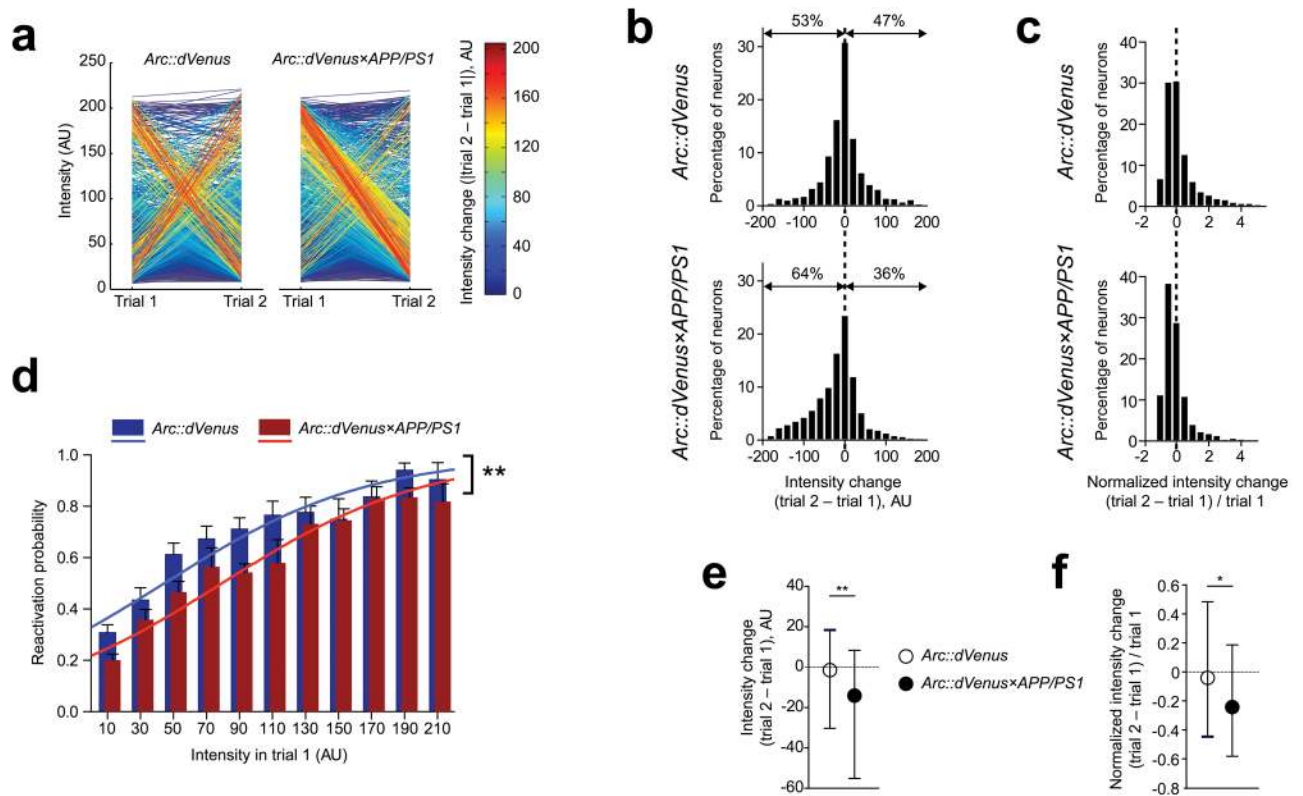 a
Arc::dVenus
Arc::dVenus×APP/PS1
Intensity (AU)
250
200
150
100
50
0
Trial 1
Trial 2
Trial 1
Trial 2
Intensity change (|trial 2 – trial 1|), AU
200
160
120
80
40
0
b
Arc::dVenus
Percentage of neurons
53%
47%
30
20
10
0
-200
-100
0
100
200
Arc::dVenus×APP/PS1
Percentage of neurons
64%
36%
30
20
10
0
-200
-100
0
100
200
Intensity change
(trial 2 – trial 1), AU
c
Arc::dVenus
Percentage of neurons
40
30
20
10
0
-2
0
2
4
Arc::dVenus×APP/PS1
Percentage of neurons
40
30
20
10
0
-2
0
2
4
Normalized intensity change
(trial 2 – trial 1) / trial 1
d
Arc::dVenus
Arc::dVenus×APP/PS1
Reactivation probability
1.0
0.8
0.6
0.4
0.2
0.0
**
10 30 50 70 90 110 130 150 170 190 210
Intensity in trial 1 (AU)
e
Intensity change
(trial 2 – trial 1), AU
40
20
0
-20
-40
-60
**
Arc::dVenus
Arc::dVenus×APP/PS1
f
Normalized intensity change
(trial 2 – trial 1) / trial 1
0.6
0.4
0.2
0
-0.2
-0.4
-0.6
-0.8
*